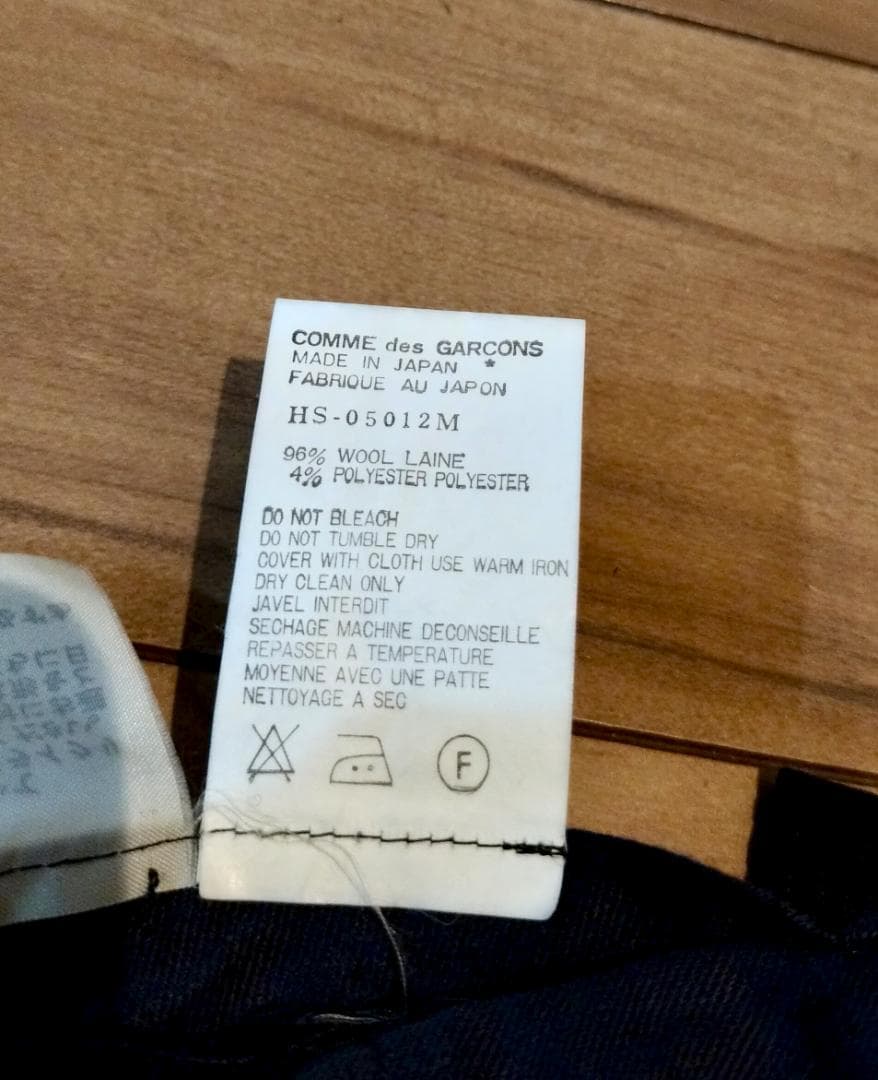 COMME des GARCONS
MADE IN JAPAN *
FABRIQUE AU JAPON
HS-05012M
96% WOOL LAINE
4% POLYESTER POLYESTER
DO NOT BLEACH
DO NOT TUMBLE DRY
COVER WITH CLOTH USE WARM IRON
DRY CLEAN ONLY
JAVEL INTERDIT
SECHAGE MACHINE DECONSEILLE
REPASSER A TEMPERATURE
MOYENNE AVEC UNE PATTE
NETTOYAGE A SEC
F